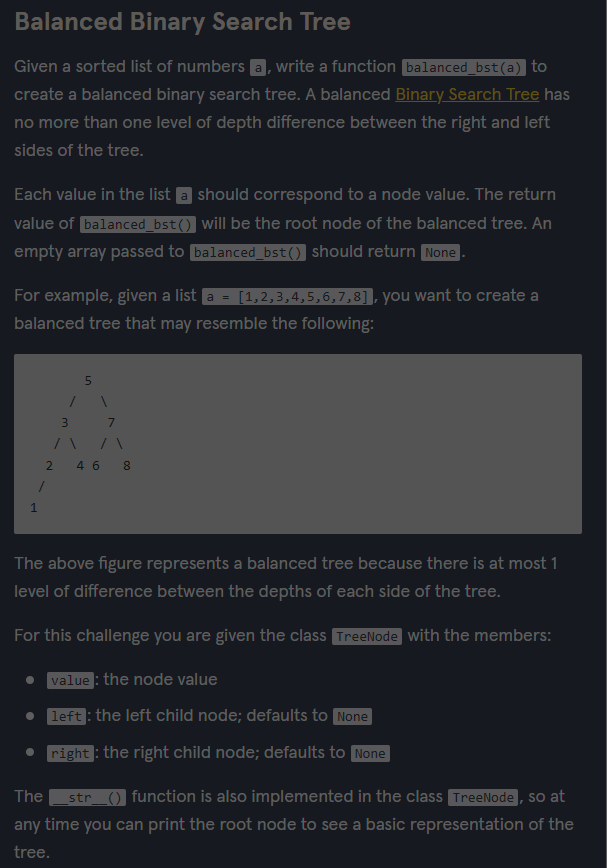 Balanced Binary Search Tree
Given a sorted list of numbers a, write a function balanced_bst(a) to
create a balanced binary search tree. A balanced Binary Search Tree has
no more than one level of depth difference between the right and left
sides of the tree.
Each value in the list a should correspond to a node value. The return
value of balanced_bst() will be the root node of the balanced tree. An
empty array passed to balanced_bst() should return None.
For example, given a list a = [1,2,3,4,5,6,7,8], you want to create a
balanced tree that may resemble the following:
5
/ \
3 7
/ \ / \
2 4 6 8
/
1
The above figure represents a balanced tree because there is at most 1
level of difference between the depths of each side of the tree.
For this challenge you are given the class TreeNode with the members:
value: the node value
left: the left child node; defaults to None
right: the right child node; defaults to None
The __str__() function is also implemented in the class TreeNode, so at
any time you can print the root node to see a basic representation of the
tree.